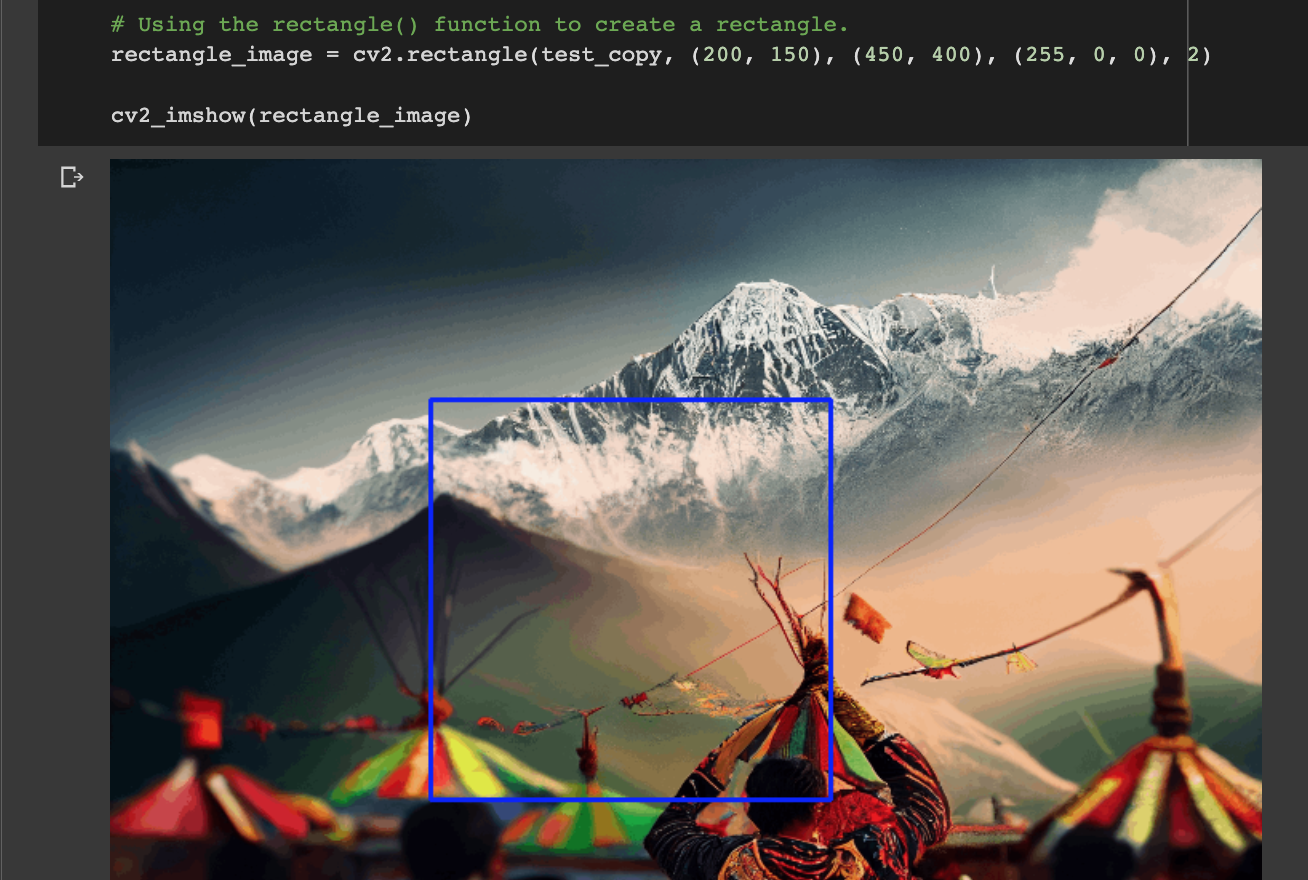 # Using the rectangle() function to create a rectangle.
rectangle_image = cv2.rectangle(test_copy, (200, 150), (450, 400), (255, 0, 0), 2)
cv2_imshow(rectangle_image)